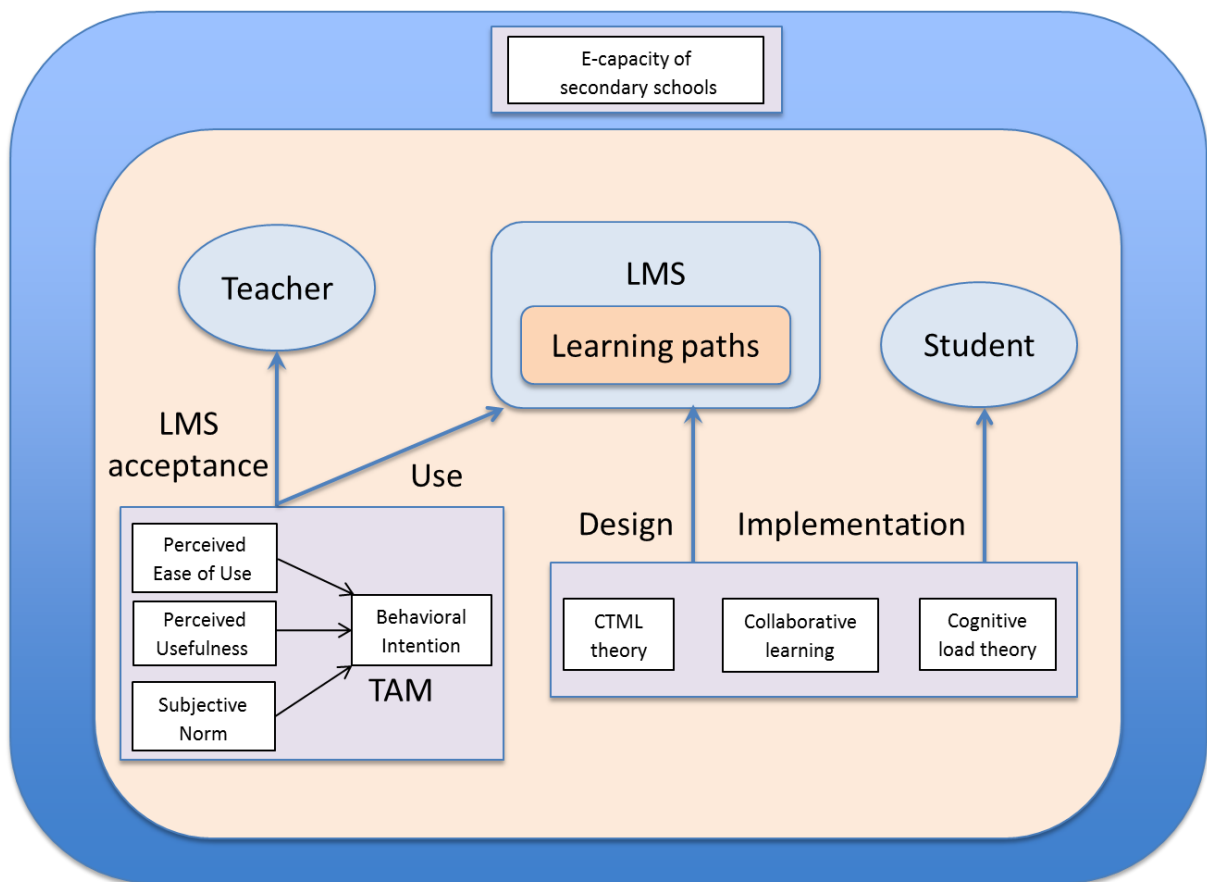 E-capacity of
secondary schools
Teacher
LMS
Learning paths
Student
LMS
acceptance
Use
Design
Implementation
Perceived
Ease of Use
Perceived
Usefulness
Subjective
Norm
Behavioral
Intention
TAM
CTML
theory
Collaborative
learning
Cognitive
load theory